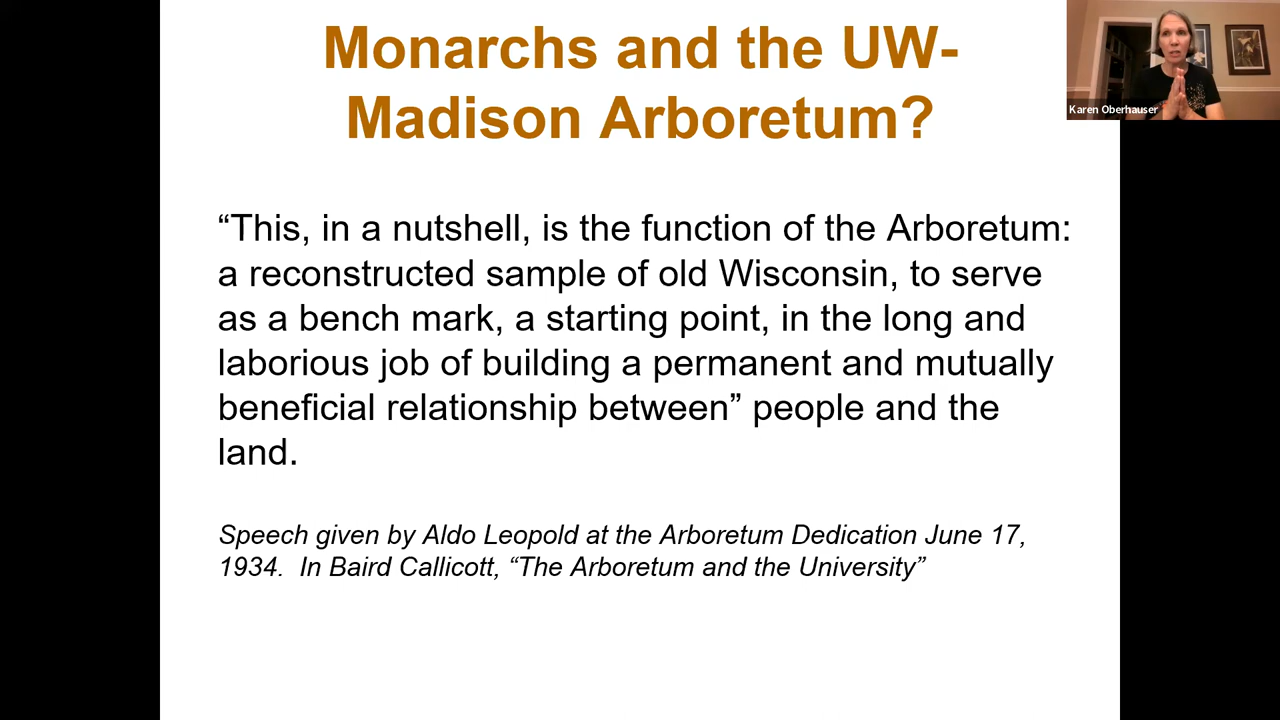 Monarchs and the UW-
Madison Arboretum?
Karen Oberhauser
“This, in a nutshell, is the function of the Arboretum:
a reconstructed sample of old Wisconsin, to serve
as a bench mark, a starting point, in the long and
laborious job of building a permanent and mutually
beneficial relationship between” people and the
land.
Speech given by Aldo Leopold at the Arboretum Dedication June 17,
1934.  In Baird Callicott, “The Arboretum and the University”